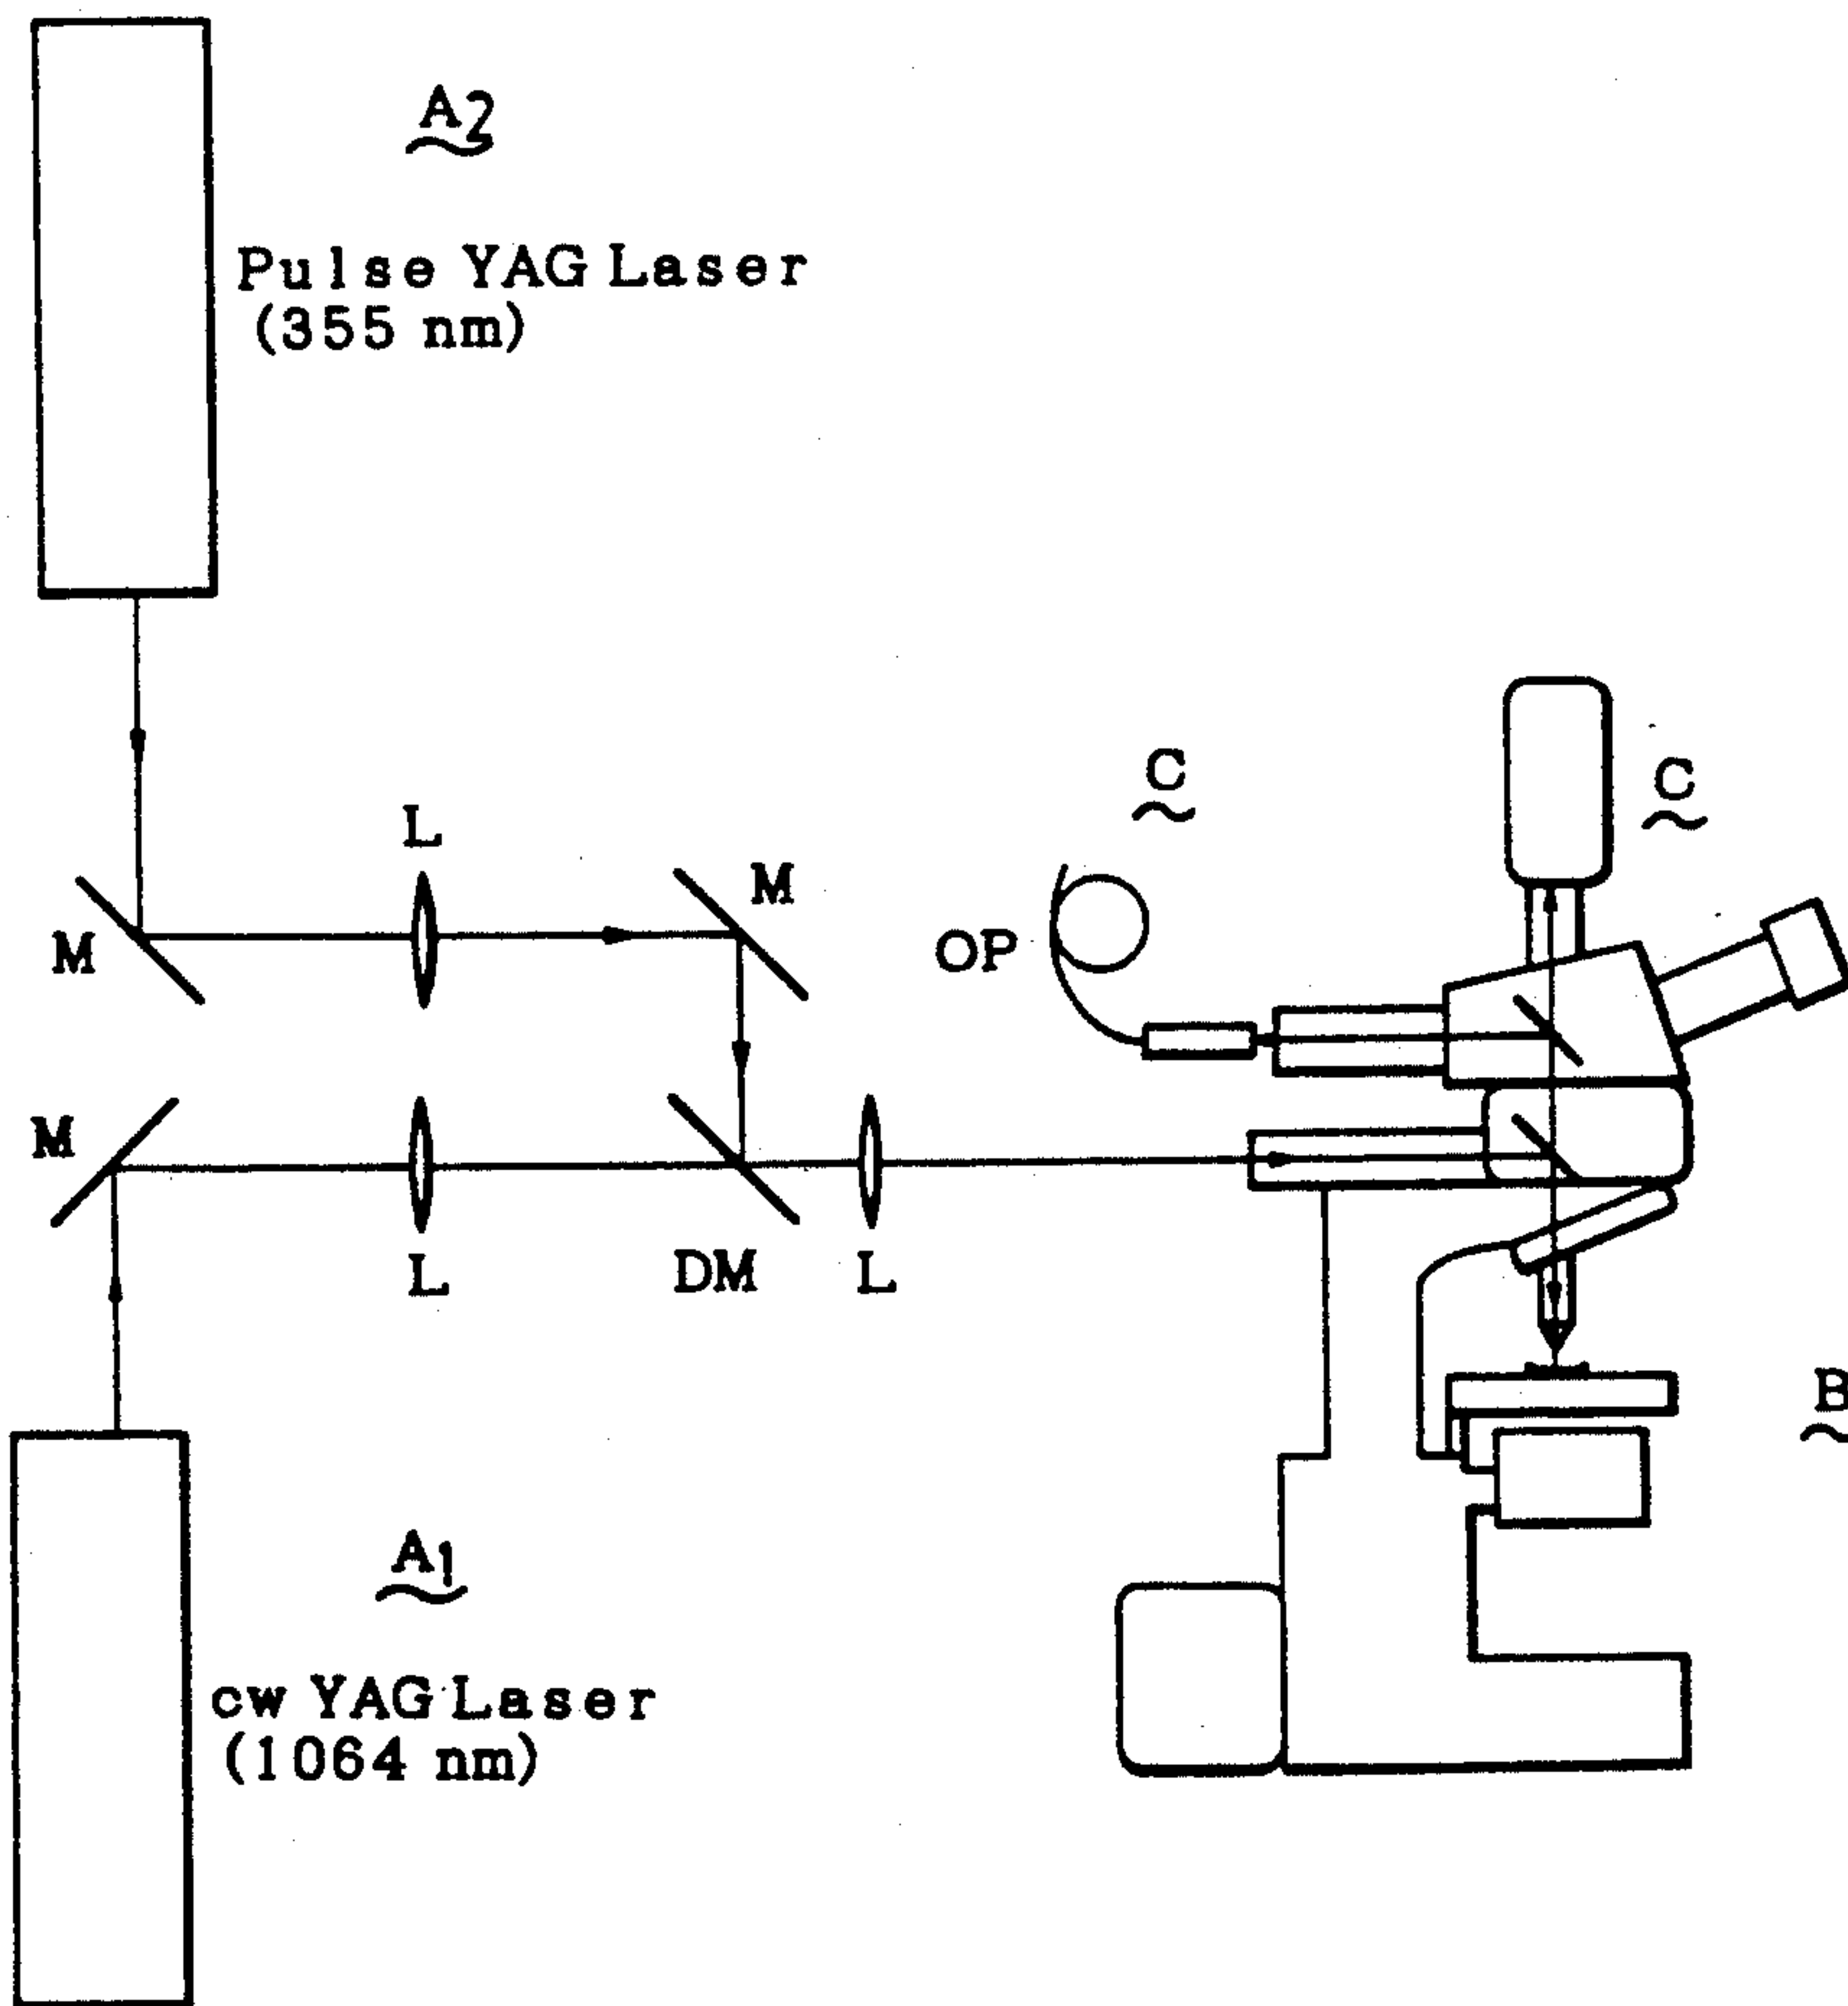 A2
Pulse YAG Laser
(355 nm)
C
C
L
M
M
OP
M
L
DM
L
B
A1
cw YAG Laser
(1064 nm)